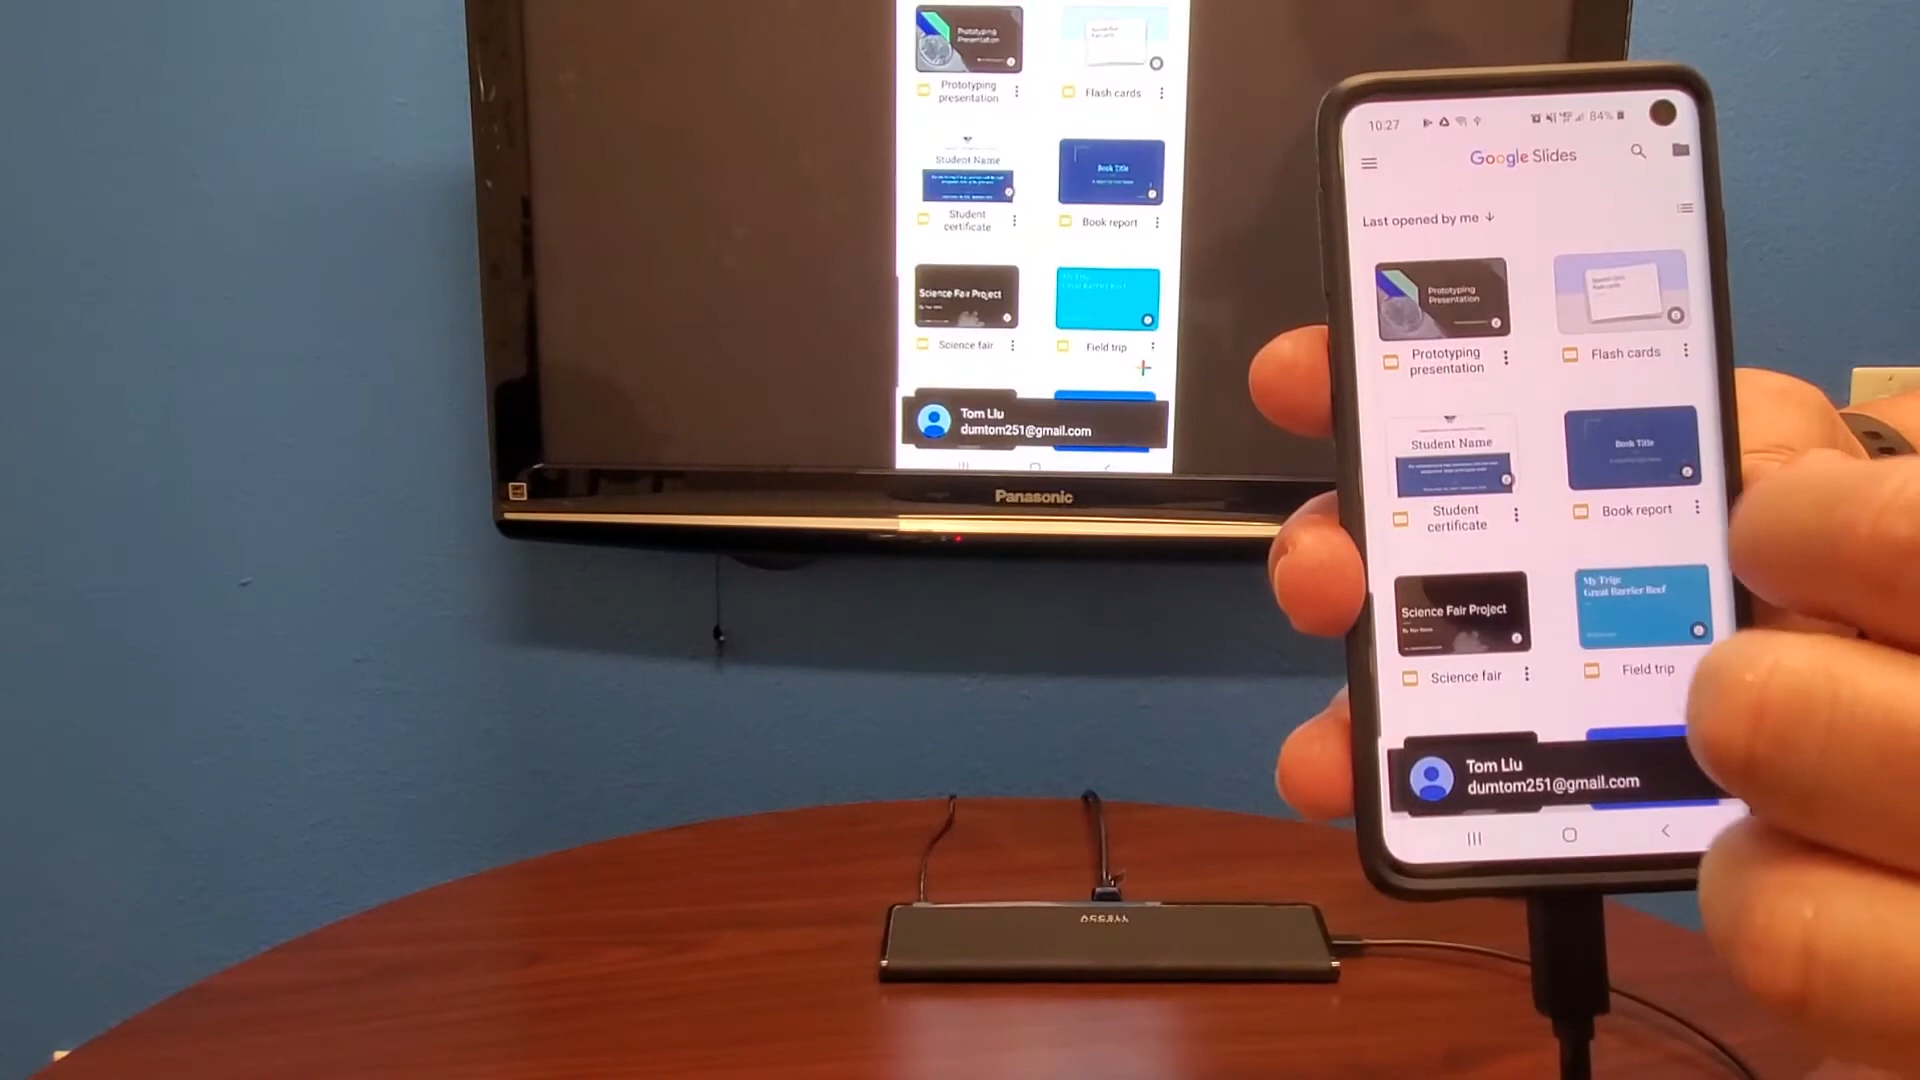 Prototyping
Presentation
Prototyping
presentation
Flash cards
Student Name
Student
certificate
Book Title
Book report
Science Fair Project
Science fair
Field trip
Tom Liu
dumtom251@gmail.com
Panasonic
10:27
84%
Google Slides
Last opened by me
Prototyping
Presentation
Prototyping
presentation
Flash cards
Student Name
Student
certificate
Book Title
Book report
Science Fair Project
Science fair
My Trip:
Great Barrier Reef
Field trip
Tom Liu
dumtom251@gmail.com